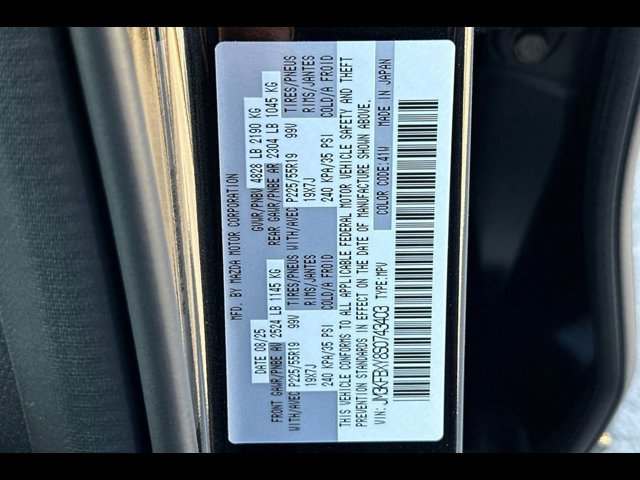 MFD. BY MAZDA MOTOR CORPORATION
DATE 08/25 GVWR/PNBV 4828 LB 2190 KG
FRONT GAWR/PNBE AV 2524 LB 1145 KG REAR GAWR/PNBE AR 2304 LB 1045 KG
WITH/AVEC P225/55R19 99V TIRES/PNEUS WITH/AVEC P225/55R19 99V TIRES/PNEUS
19X7J RIMS/JANTES 19X7J RIMS/JANTES
240 KPA/35 PSI COLD/A FROID 240 KPA/35 PSI COLD/A FROID
THIS VEHICLE CONFORMS TO ALL APPLICABLE FEDERAL MOTOR VEHICLE SAFETY AND THEFT
PREVENTION STANDARDS IN EFFECT ON THE DATE OF MANUFACTURE SHOWN ABOVE.
COLOR CODE:41W MADE IN JAPAN
VIN: TYPE:MPV